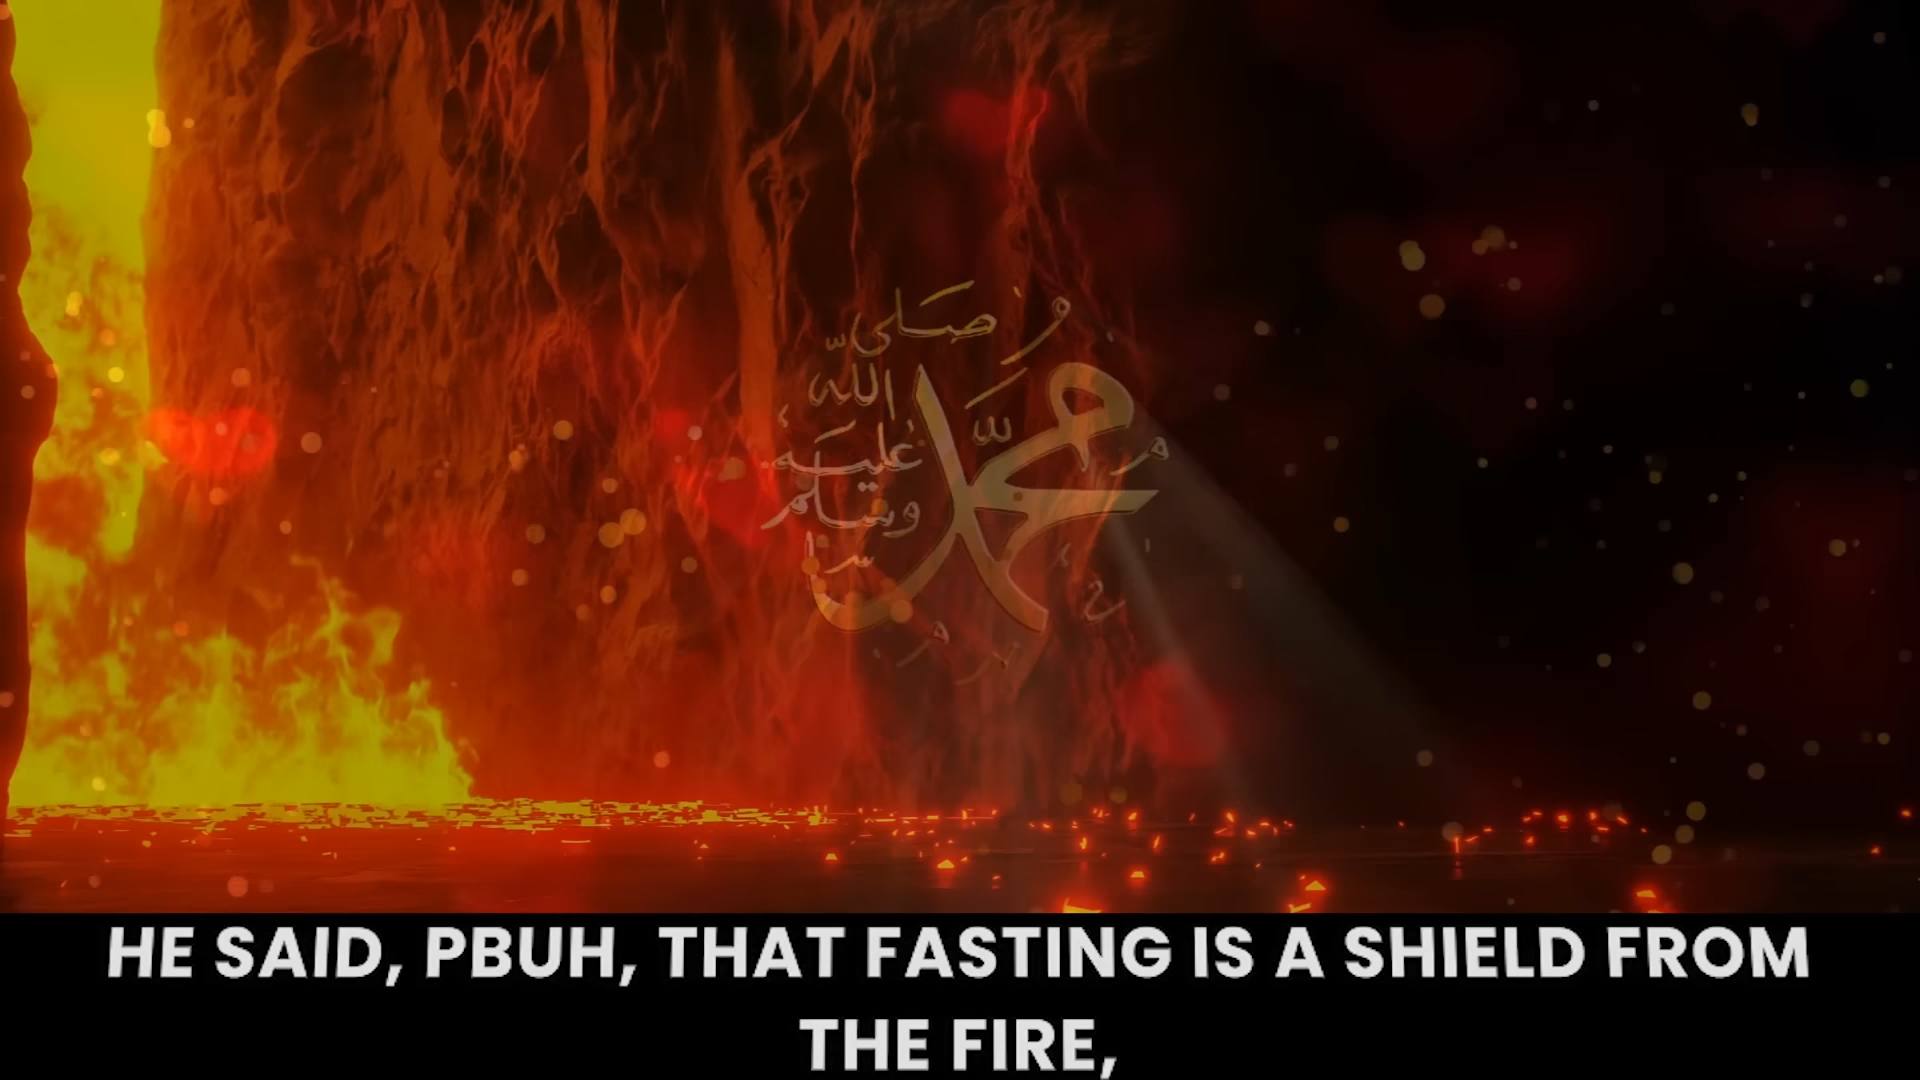 صلى
الله
محمد
عليه
وسلم
HE SAID, PBUH, THAT FASTING IS A SHIELD FROM
THE FIRE,